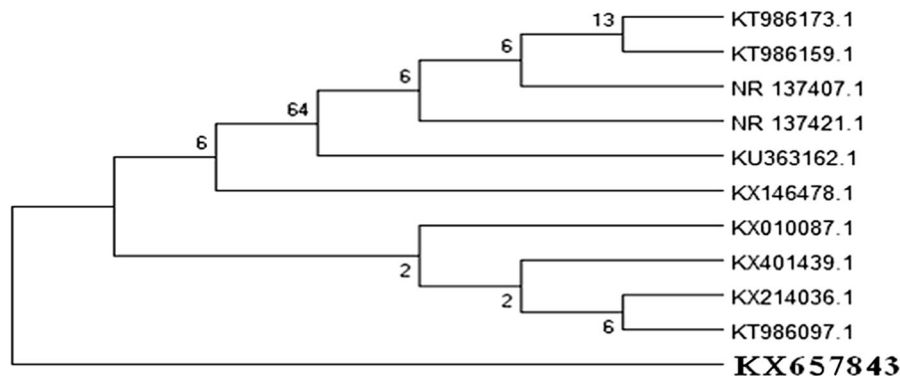 13
KT986173.1
6
KT986159.1
6
NR 137407.1
64
NR 137421.1
6
KU363162.1
KX146478.1
KX010087.1
2
KX401439.1
2
KX214036.1
6
KT986097.1
KX657843